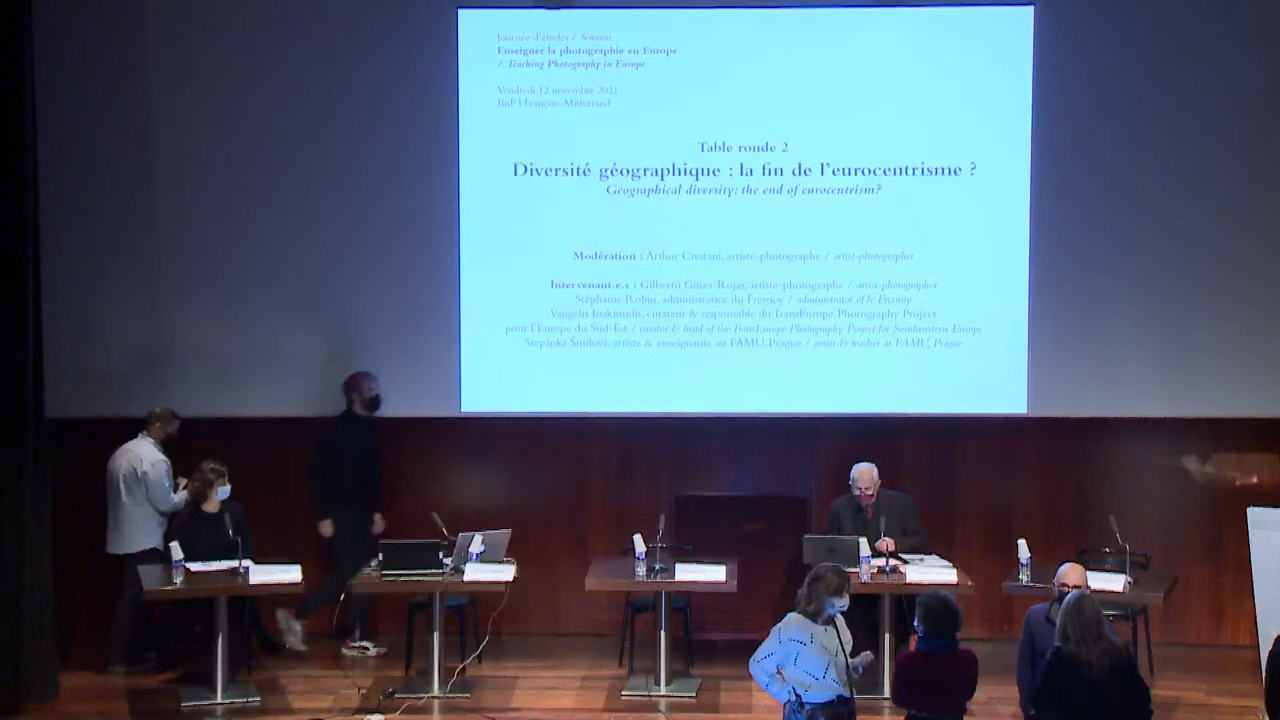 Journée d'études / Seminar
Enseigner la photographie en Europe
/ Teaching Photography in Europe
Vendredi 12 novembre 2021
BnF I François-Mitterrand
Table ronde 2
Diversité géographique : la fin de l'eurocentrisme ?
Geographical diversity: the end of eurocentrism?
Modération : Arthur Crestani, artiste-photographe / artist-photographer
Intervenant.e.s : Gilberto Güiza-Rojas, artiste-photographe / artist-photographer
Stéphanie Robin, administratice du Fresnoy / administrator of le Fresnoy
Vangelis Ioakimidis, curateur & responsable du TransEurope Photography Project
pour l'Europe du Sud-Est / curator & head of the TransEurope Photography Project for Southeastern Europe
Štěpánka Šimlová, artiste & enseignante au FAMU, Prague / artist & teacher at FAMU, Prague